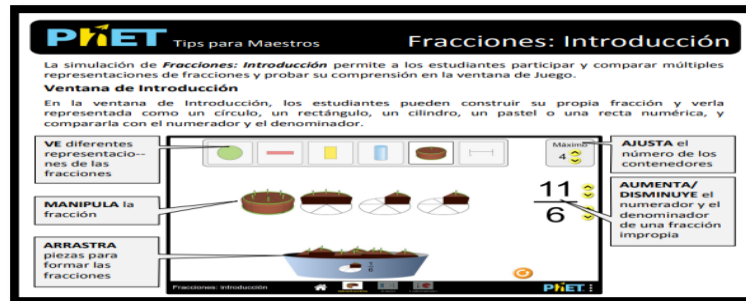 PhET Tips para Maestros Fracciones: Introducción
La simulación de Fracciones: Introducción permite a los estudiantes participar y comparar múltiples
representaciones de fracciones y probar su comprensión en la ventana de Juego.
Ventana de Introducción
En la ventana de Introducción, los estudiantes pueden construir su propia fracción y verla
representada como un círculo, un rectángulo, un cilindro, un pastel o una recta numérica, y
compararla con el numerador y el denominador.
VE diferentes
representacio--
nes de las
fracciones
MANIPULA la
fracción
ARRASTRA
piezas para
formar las
fracciones
Máximo
4
11
6
AJUSTA el
número de los
contenedores
AUMENTA/
DISMINUYE el
numerador y el
denominador
de una fracción
impropia
Fracciones: Introducción
PhET